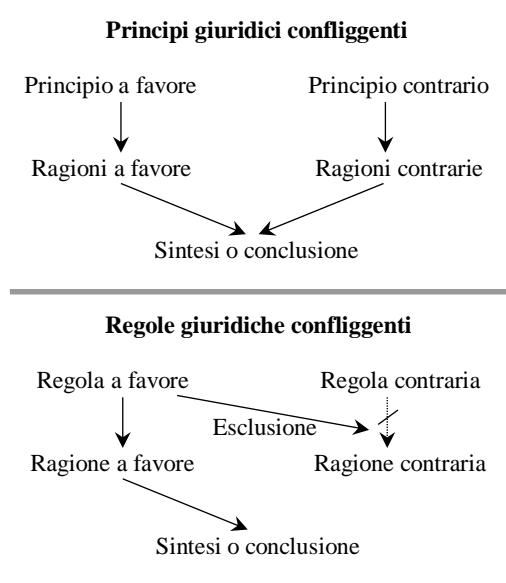 Principi giuridici confliggenti
Principio a favore Principio contrario
Ragioni a favore Ragioni contrarie
Sintesi o conclusione
Regole giuridiche confliggenti
Regola a favore Regola contraria
Esclusione
Ragione a favore Ragione contraria
Sintesi o conclusione